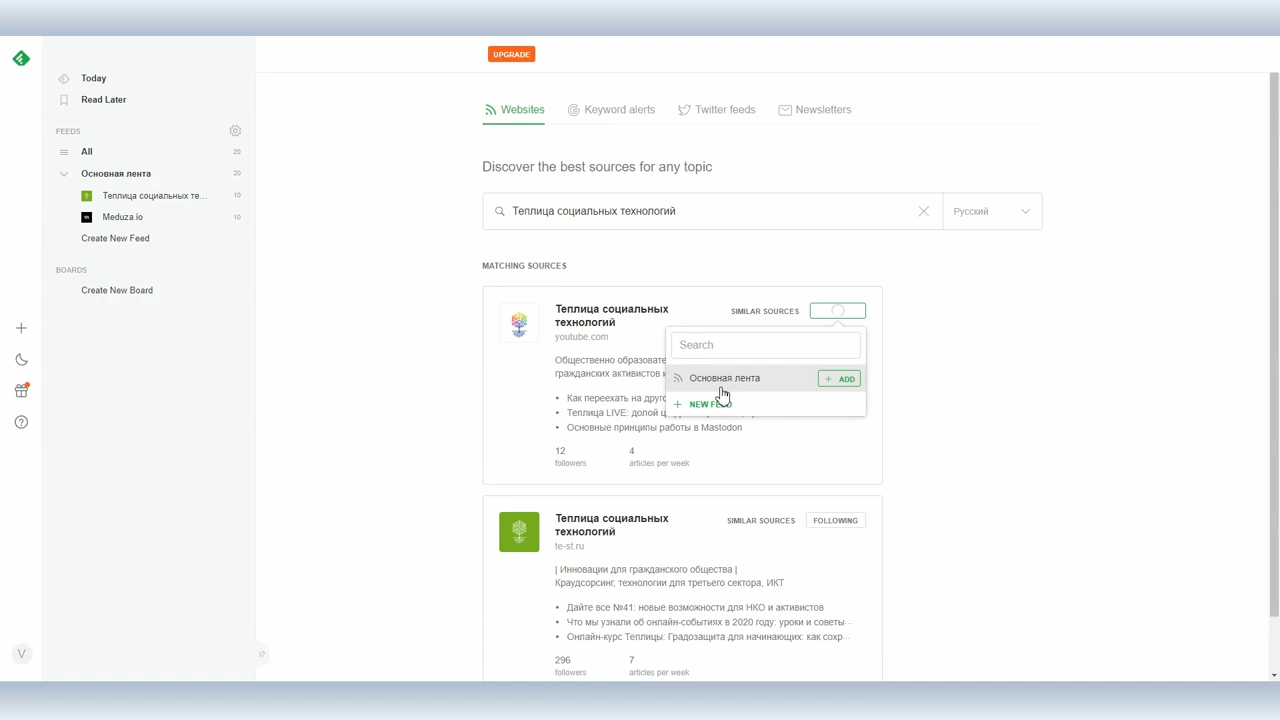 UPGRADE
Today
Read Later
FEEDS
All 20
Основная лента 20
Теплица социальных те... 10
Meduza.io 10
Create New Feed
BOARDS
Create New Board
V
Websites Keyword alerts Twitter feeds Newsletters
Discover the best sources for any topic
Теплица социальных технологий Русский
MATCHING SOURCES
Теплица социальных
технологий
SIMILAR SOURCES
youtube.com
Общественно образовате
гражданских активистов и
Как переехать на друго
Теплица LIVE: долой ц
Основные принципы работы в Mastodon
12 4
followers articles per week
Search
Основная лента + ADD
+ NEW FEED
Теплица социальных
технологий
SIMILAR SOURCES FOLLOWING
te-st.ru
| Инновации для гражданского общества |
Краудсорсинг, технологии для третьего сектора, ИКТ
Дайте все №41: новые возможности для НКО и активистов
Что мы узнали об онлайн-событиях в 2020 году: уроки и советы...
Онлайн-курс Теплицы: Градозащита для начинающих: как сохр...
296 7
followers articles per week